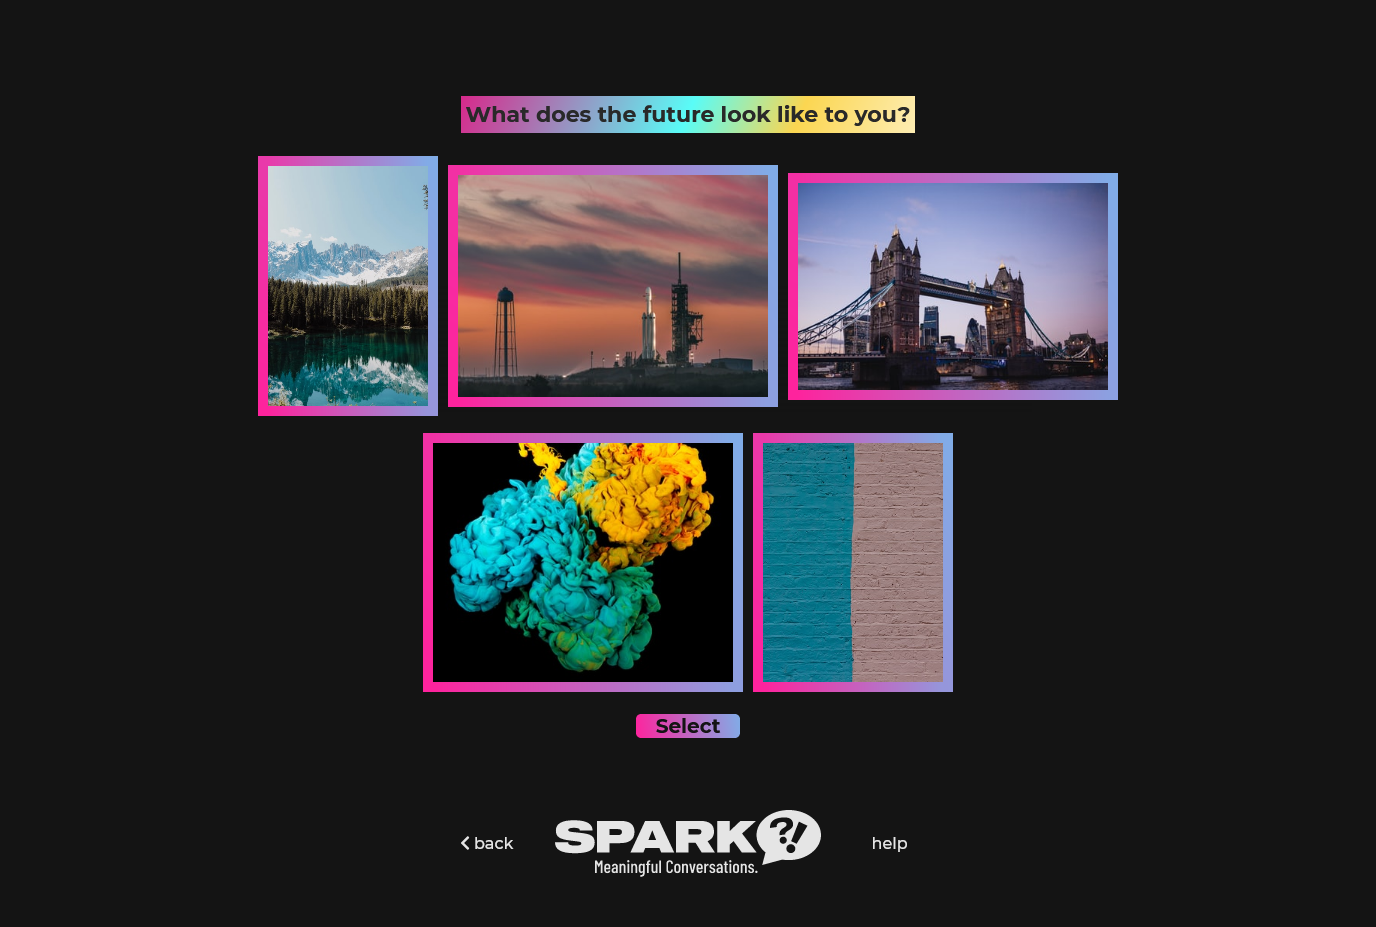 What does the future look like to you?
Select
back
SPARK?!
Meaningful Conversations.
help